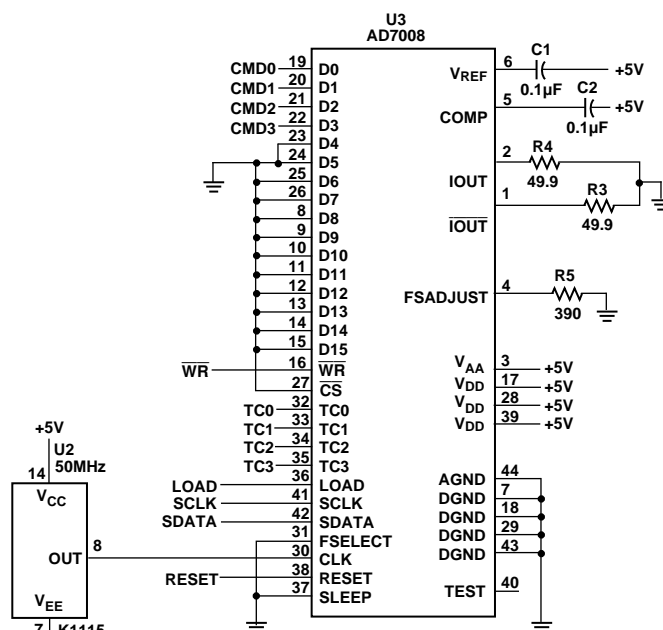 U3
AD7008
CMD0 19 D0
CMD1 20 D1
CMD2 21 D2
CMD3 22 D3
23 D4
24 D5
25 D6
26 D7
8 D8
9 D9
10 D10
11 D11
12 D12
13 D13
14 D14
15 D15
WR 16 WR
27 CS
TC0 32 TC0
TC1 33 TC1
TC2 34 TC2
TC3 35 TC3
LOAD 36 LOAD
SCLK 41 SCLK
SDATA 42 SDATA
31 FSELECT
30 CLK
RESET 38 RESET
37 SLEEP
VREF 6 C1 0.1µF +5V
COMP 5 C2 0.1µF +5V
IOUT 2 R4 49.9
IOUT 1 R3 49.9
FSADJUST 4 R5 390
VAA 3 +5V
VDD 17 +5V
VDD 28 +5V
VDD 39 +5V
AGND 44
DGND 7
DGND 18
DGND 29
DGND 43
TEST 40
+5V
U2
50MHz
14
VCC
OUT 8
VEE
7 K1115